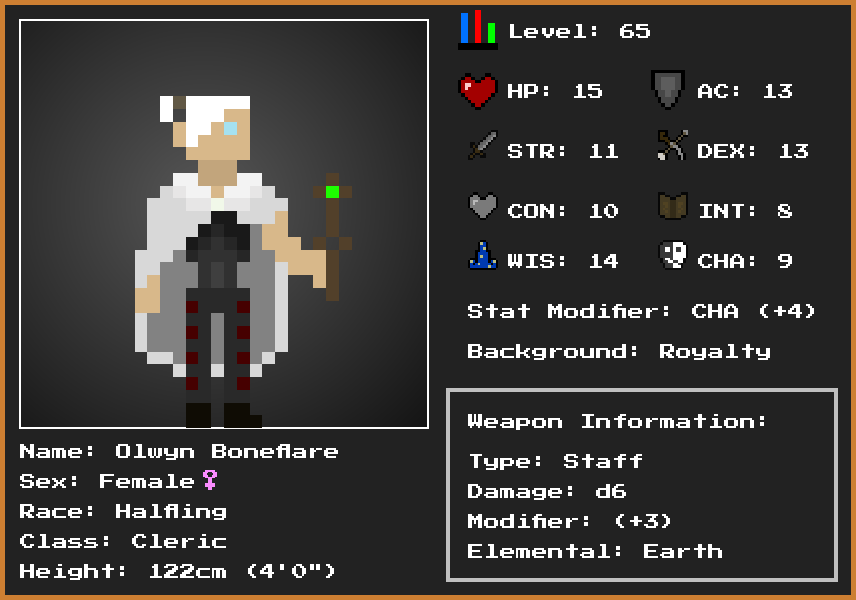 Level: 65
HP: 15
AC: 13
STR: 11
DEX: 13
CON: 10
INT: 8
WIS: 14
CHA: 9
Stat Modifier: CHA (+4)
Background: Royalty
Weapon Information:
Type: Staff
Damage: d6
Modifier: (+3)
Elemental: Earth
Name: Olwyn Boneflare
Sex: Female♀
Race: Halfling
Class: Cleric
Height: 122cm (4'0")